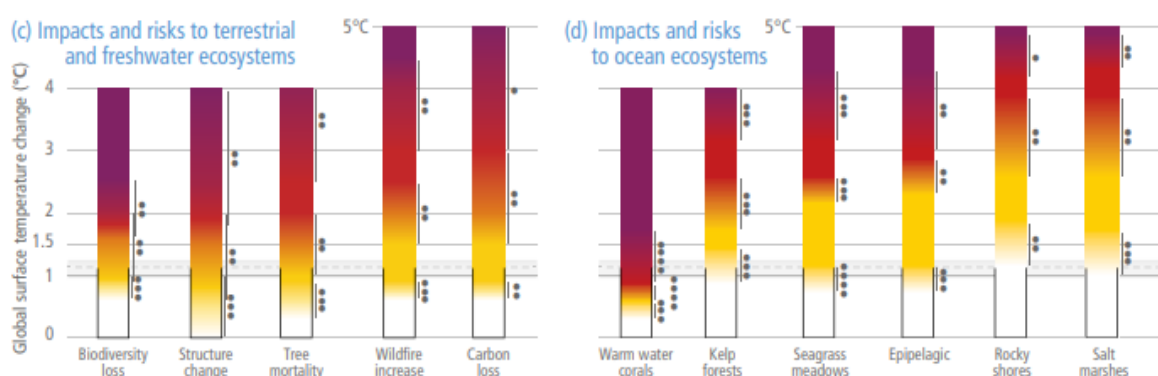 (c) Impacts and risks to terrestrial
and freshwater ecosystems
5°C
Global surface temperature change (°C)
4
3
2
1.5
1
0
Biodiversity
loss
Structure
change
Tree
mortality
Wildfire
increase
Carbon
loss
(d) Impacts and risks
to ocean ecosystems
5°C
Warm water
corals
Kelp
forests
Seagrass
meadows
Epipelagic
Rocky
shores
Salt
marshes